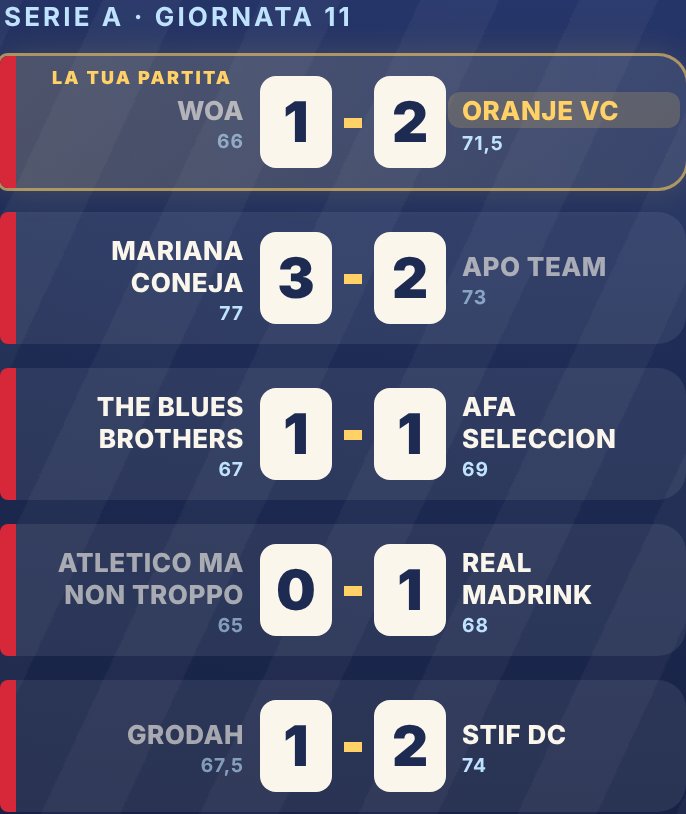 SERIE A · GIORNATA 11
LA TUA PARTITA
WOA
66
1 - 2
ORANJE VC
71,5
MARIANA
CONEJA
77
3 - 2
APO TEAM
73
THE BLUES
BROTHERS
67
1 - 1
AFA
SELECCION
69
ATLETICO MA
NON TROPPO
65
0 - 1
REAL
MADRINK
68
GRODAH
67,5
1 - 2
STIF DC
74